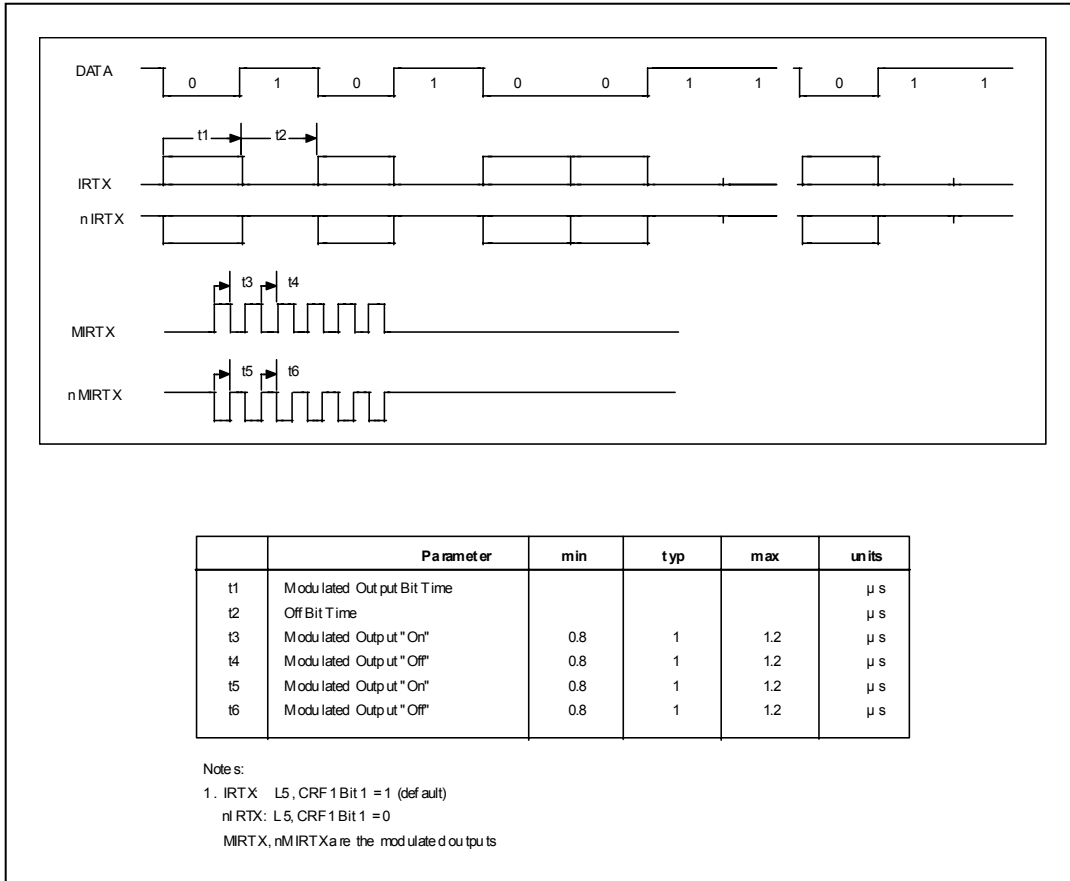 DATA 0 1 0 1 0 0 1 1 0 1 1
t1 t2
IRTX
nIRTX
t3 t4
MIRTX
t5 t6
nMIRTX
Parameter min typ max units
t1 Modulated Output Bit Time µs
t2 Off Bit Time µs
t3 Modulated Output "On" 0.8 1 1.2 µs
t4 Modulated Output "Off" 0.8 1 1.2 µs
t5 Modulated Output "On" 0.8 1 1.2 µs
t6 Modulated Output "Off" 0.8 1 1.2 µs
Notes:
1. IRTX: L5, CRF1 Bit 1 = 1 (default)
nIRTX: L5, CRF1 Bit 1 = 0
MIRTX, nMIRTX are the modulated outputs